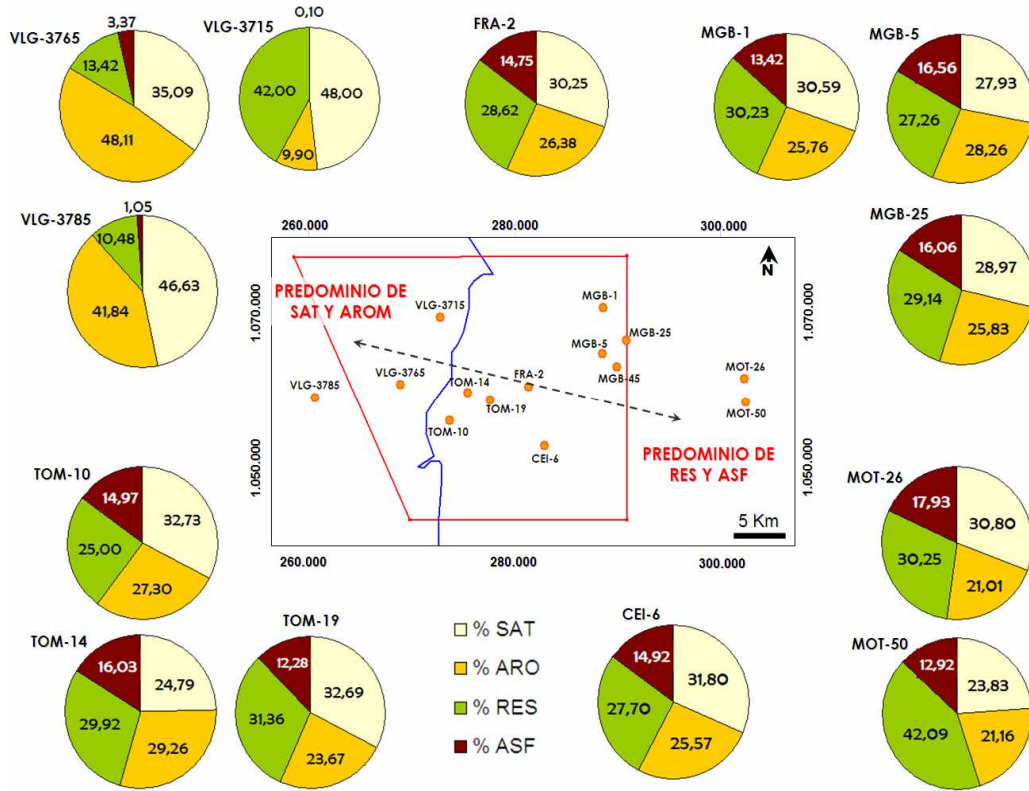 VLG-3765
3,37
13,42
35,09
48,11
VLG-3715
0,10
42,00
48,00
9,90
FRA-2
14,75
30,25
28,62
26,38
MGB-1
13,42
30,59
30,23
25,76
MGB-5
16,56
27,93
27,26
28,26
VLG-3785
1,05
10,48
46,63
41,84
260.000
280.000
300.000
N
PREDOMINIO DE
SAT Y AROM
VLG-3715
MGB-1
MGB-25
MGB-5
MGB-45
MOT-26
VLG-3765
VLG-3785
TOM-14
FRA-2
TOM-19
MOT-50
TOM-10
CEI-6
PREDOMINIO DE
RES Y ASF
5 Km
1.070.000
1.050.000
1.070.000
1.050.000
260.000
280.000
300.000
MGB-25
16,06
28,97
29,14
25,83
TOM-10
14,97
32,73
25,00
27,30
MOT-26
17,93
30,80
30,25
21,01
TOM-14
16,03
24,79
29,92
29,26
TOM-19
12,28
32,69
31,36
23,67
% SAT
% ARO
% RES
% ASF
CEI-6
14,92
31,80
27,70
25,57
MOT-50
12,92
23,83
42,09
21,16